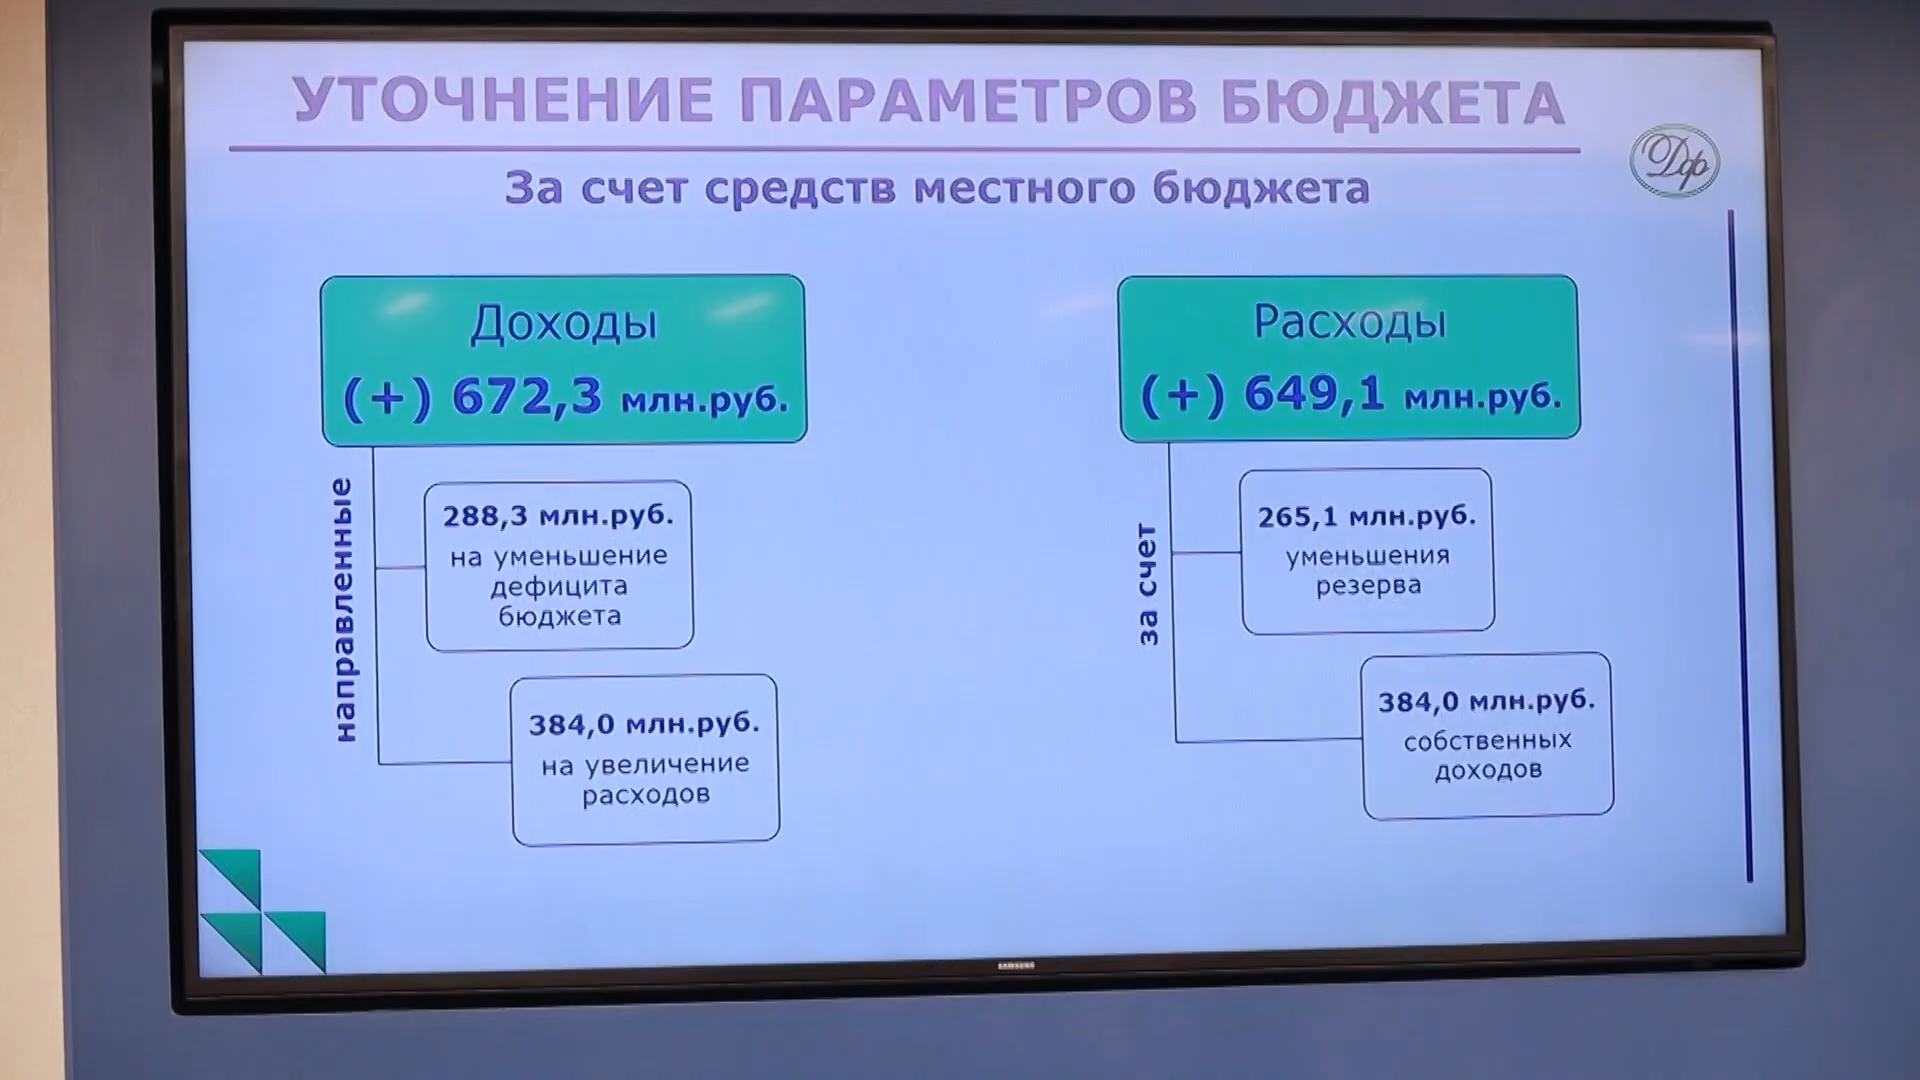 УТОЧНЕНИЕ ПАРАМЕТРОВ БЮДЖЕТА
За счет средств местного бюджета
Дф
Доходы
(+) 672,3 млн.руб.
направленные
288,3 млн.руб.
на уменьшение
дефицита
бюджета
384,0 млн.руб.
на увеличение
расходов
Расходы
(+) 649,1 млн.руб.
за счет
265,1 млн.руб.
уменьшения
резерва
384,0 млн.руб.
собственных
доходов
SAMSUNG